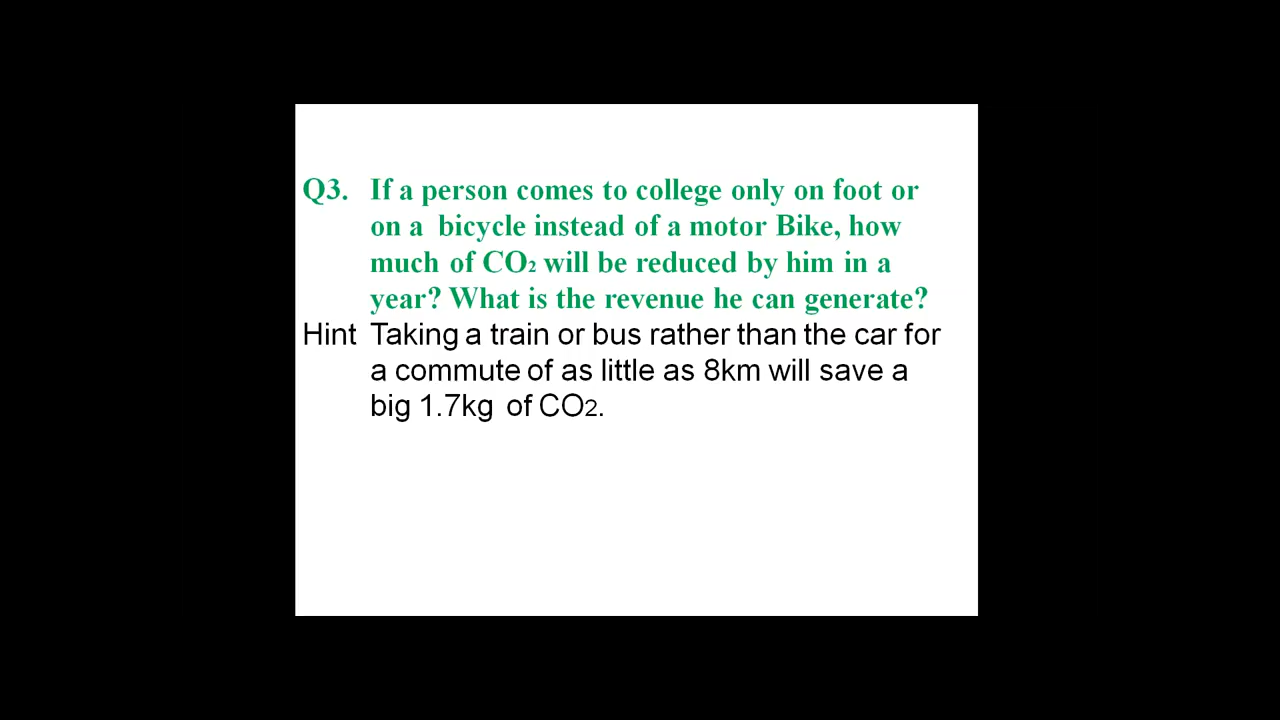 Q3. If a person comes to college only on foot or
on a bicycle instead of a motor Bike, how
much of CO₂ will be reduced by him in a
year? What is the revenue he can generate?
Hint Taking a train or bus rather than the car for
a commute of as little as 8km will save a
big 1.7kg of CO2.